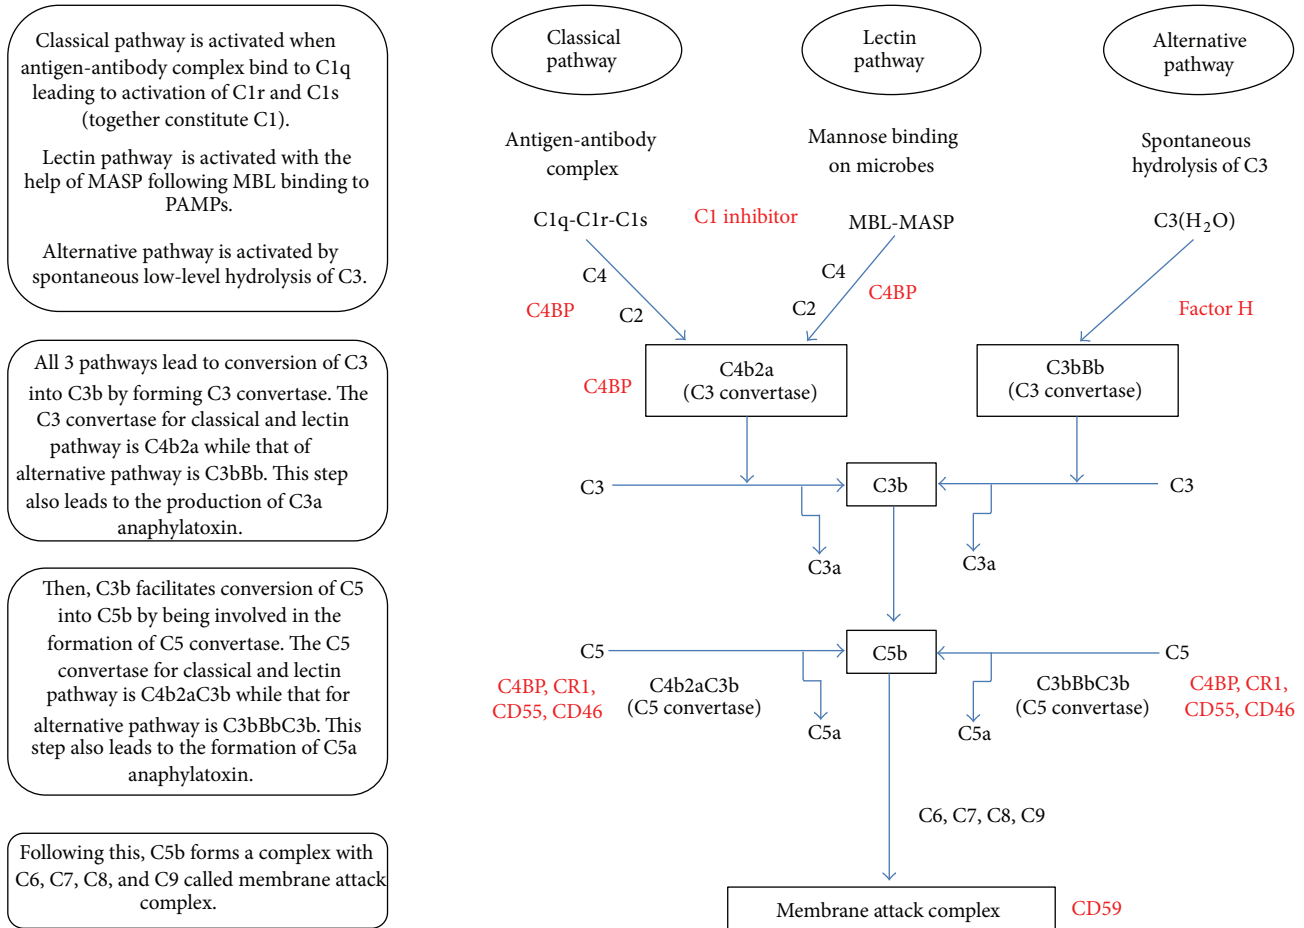 Classical pathway is activated when
antigen-antibody complex bind to C1q
leading to activation of C1r and C1s
(together constitute C1).
Lectin pathway is activated with the
help of MASP following MBL binding to
PAMPs.
Alternative pathway is activated by
spontaneous low-level hydrolysis of C3.
All 3 pathways lead to conversion of C3
into C3b by forming C3 convertase. The
C3 convertase for classical and lectin
pathway is C4b2a while that of
alternative pathway is C3bBb. This step
also leads to the production of C3a
anaphylatoxin.
Then, C3b facilitates conversion of C5
into C5b by being involved in the
formation of C5 convertase. The C5
convertase for classical and lectin
pathway is C4b2aC3b while that for
alternative pathway is C3bBbC3b. This
step also leads to the formation of C5a
anaphylatoxin.
Following this, C5b forms a complex with
C6, C7, C8, and C9 called membrane attack
complex.
Classical
pathway
Lectin
pathway
Alternative
pathway
Antigen-antibody
complex
Mannose binding
on microbes
Spontaneous
hydrolysis of C3
C1q-C1r-C1s
C1 inhibitor
MBL-MASP
C3(H₂O)
C4
C4
C4BP
C2
C2
C4BP
Factor H
C4BP
C4b2a
(C3 convertase)
C3bBb
(C3 convertase)
C3
C3b
C3
C3a
C3a
C5
C5b
C5
C4BP, CR1,
CD55, CD46
C4b2aC3b
(C5 convertase)
C3bBbC3b
(C5 convertase)
C4BP, CR1,
CD55, CD46
C5a
C5a
C6, C7, C8, C9
Membrane attack complex
CD59